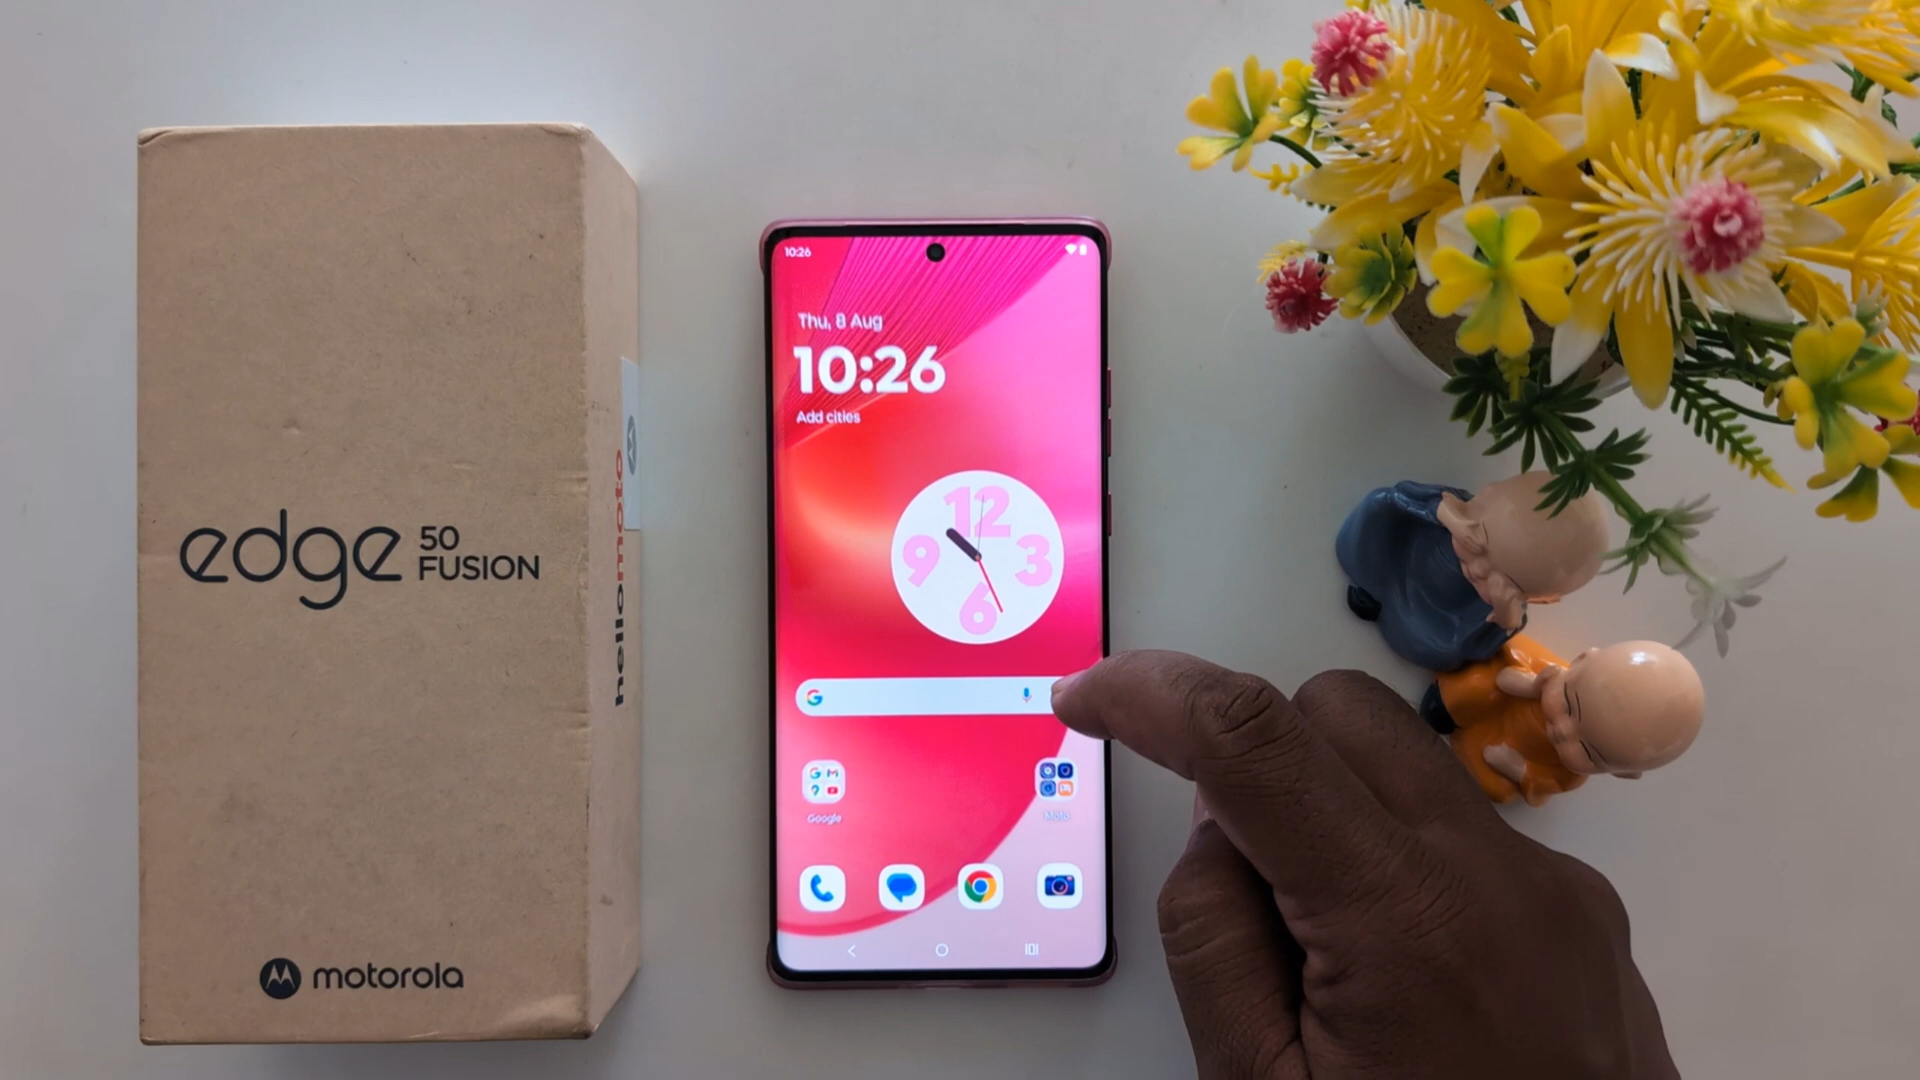 edge 50
FUSION
motorola
hellomoto
10:26
Thu, 8 Aug
10:26
Add cities
12
9
3
6
G
Google
Moto